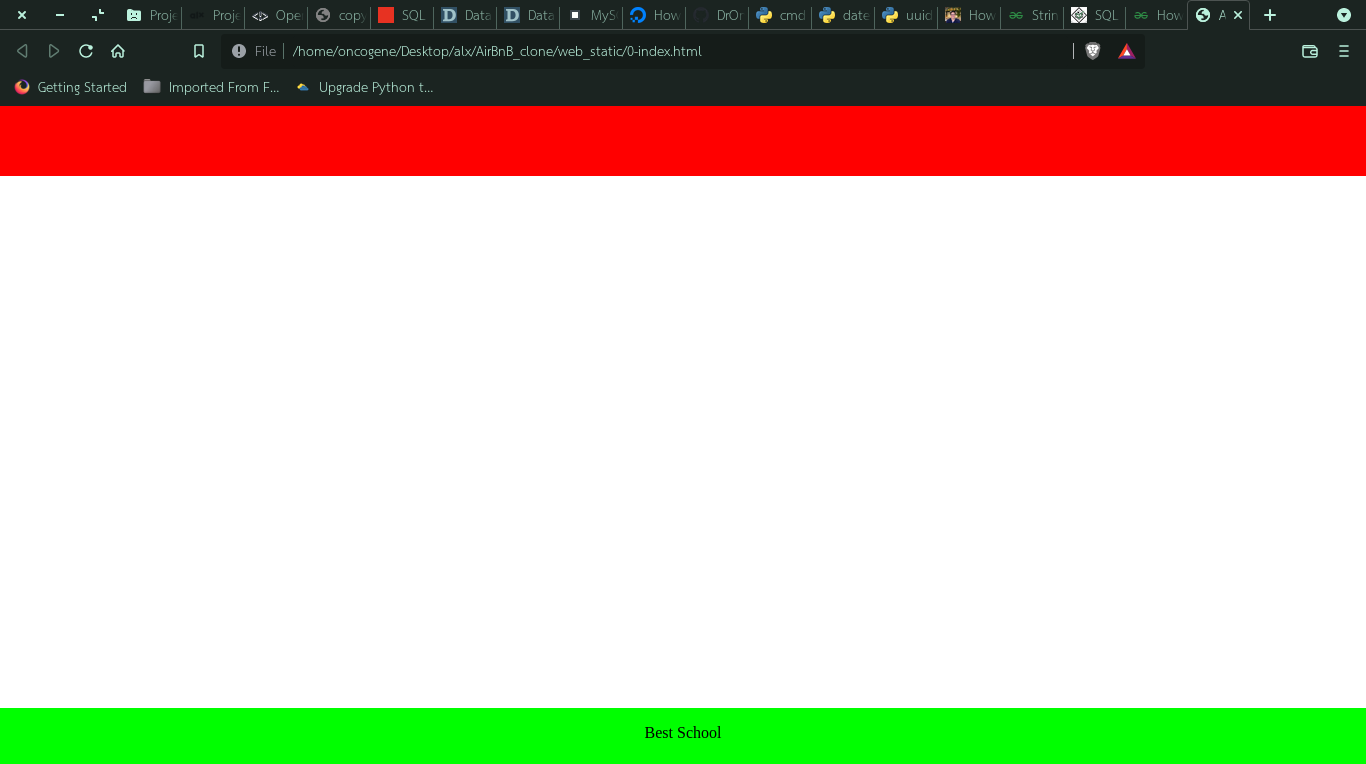 Proje Proje Oper copy SQL Data Data MyS How DrOr cmd date uuid How Strin SQL How A
File /home/oncogene/Desktop/alx/AirBnB_clone/web_static/0-index.html
Getting Started Imported From F... Upgrade Python t...
Best School